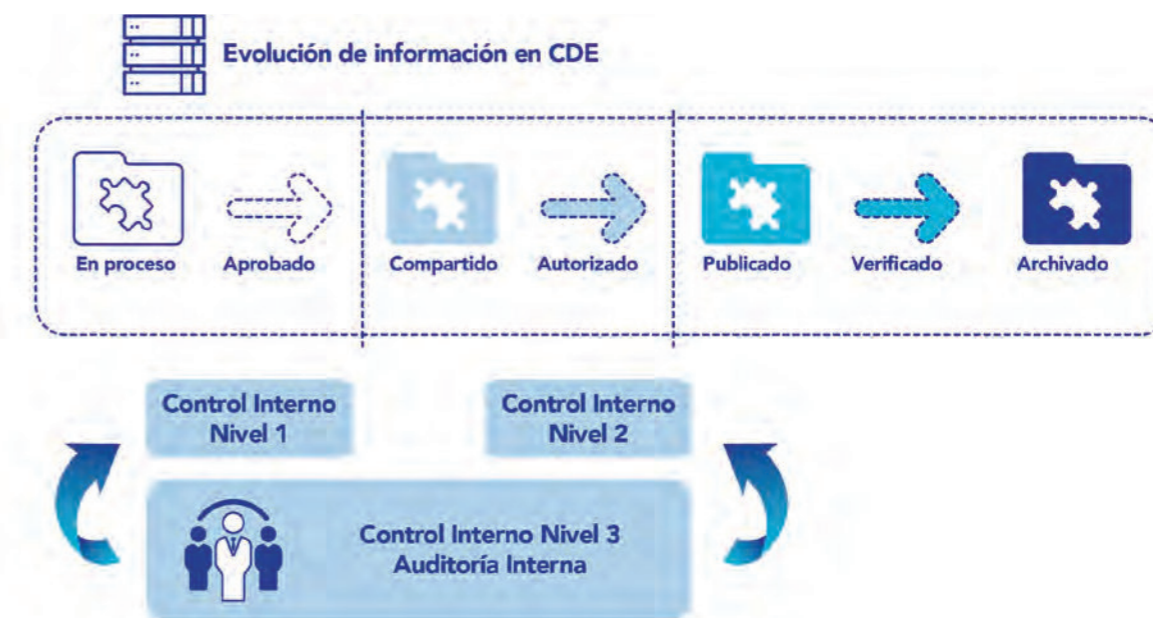 Evolución de información en CDE
En proceso
Aprobado
Compartido
Autorizado
Publicado
Verificado
Archivado
Control Interno
Nivel 1
Control Interno
Nivel 2
Control Interno Nivel 3
Auditoría Interna